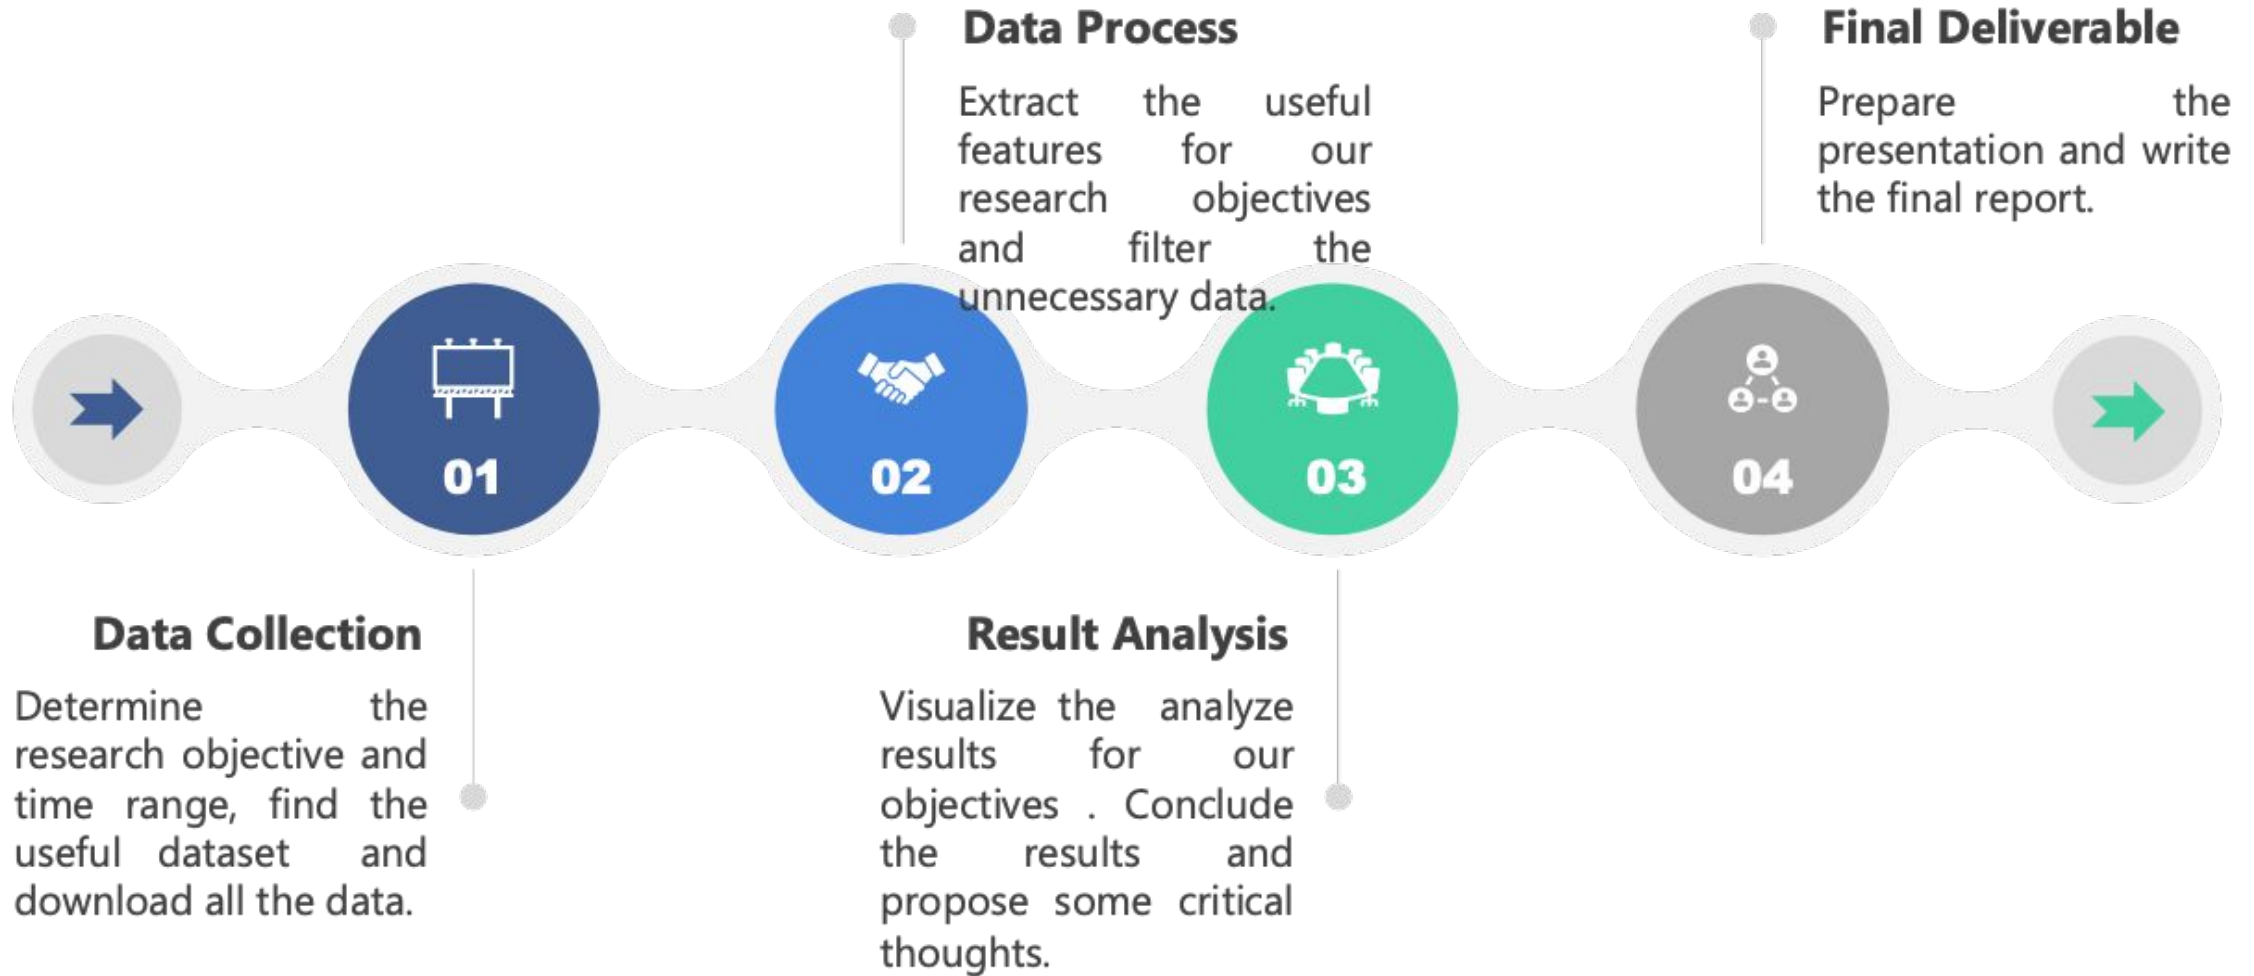 Data Process
Extract the useful
features for our
research objectives
and filter the
unnecessary data.
Final Deliverable
Prepare the
presentation and write
the final report.
01
02
03
04
Data Collection
Determine the
research objective and
time range, find the
useful dataset and
download all the data.
Result Analysis
Visualize the analyze
results for our
objectives . Conclude
the results and
propose some critical
thoughts.